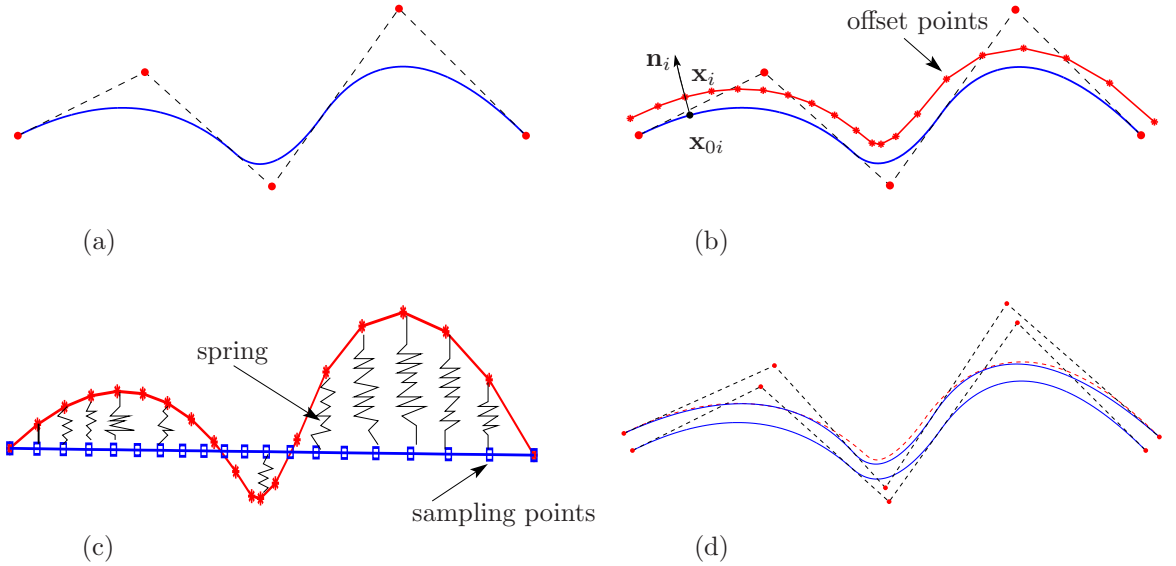 offset points
n_i
x_i
x_{0i}
(a)
(b)
spring
sampling points
(c)
(d)